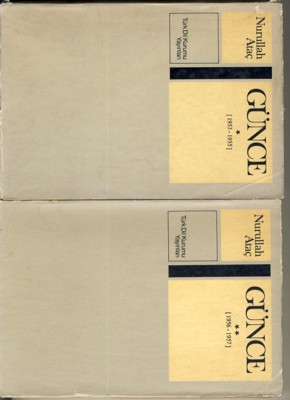 Nurullah
Ataç
GÜNCE
★
[1953-1955]
Türk Dil Kurumu
Yayınları
Nurullah
Ataç
GÜNCE
★★
[1956-1957]
Türk Dil Kurumu
Yayınları